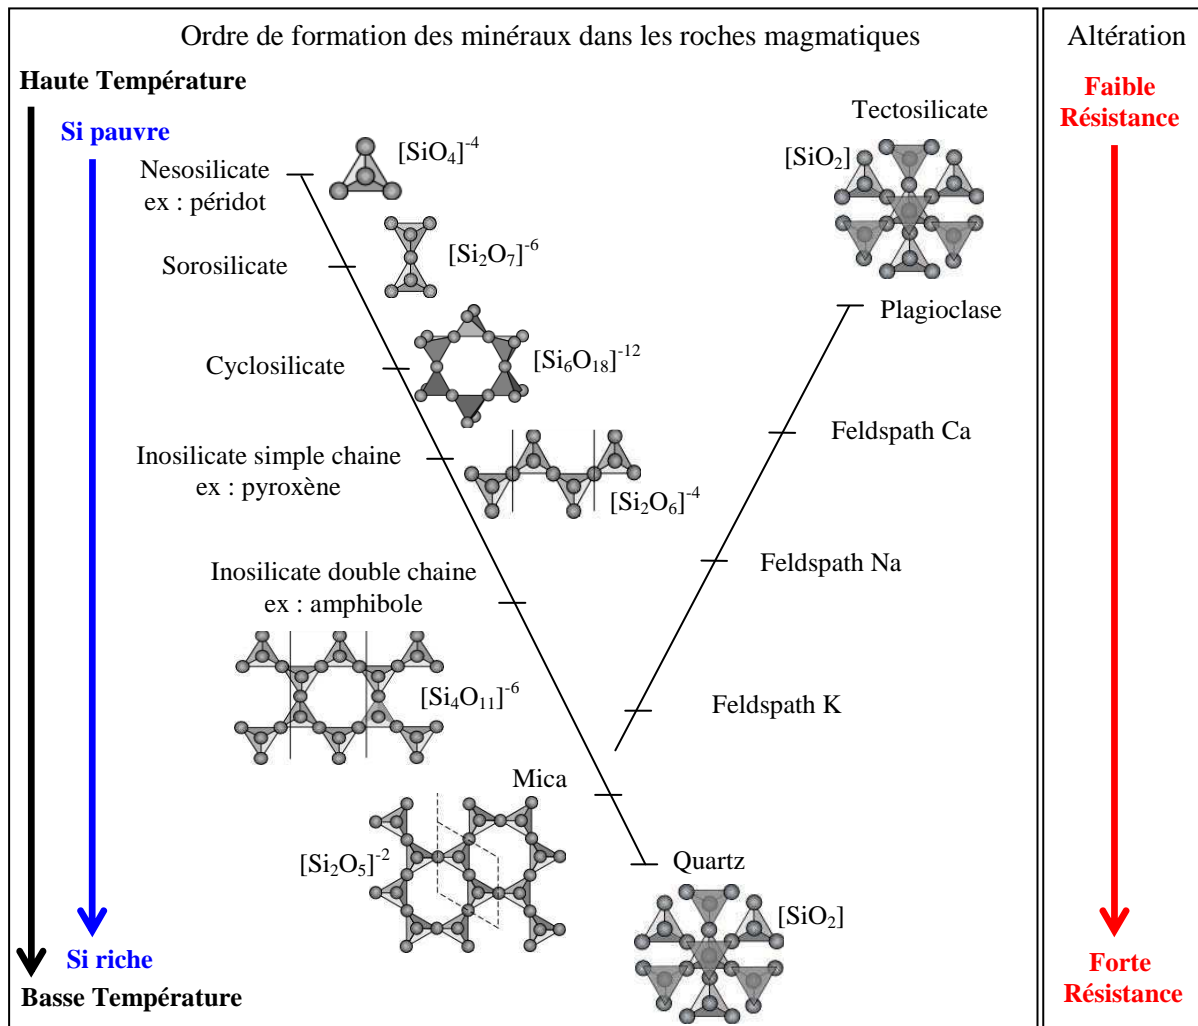 Ordre de formation des minéraux dans les roches magmatiques
Altération
Haute Température
Si pauvre
Nesosilicate
ex : péridot
[SiO4]-4
Sorosilicate
[Si2O7]-6
Cyclosilicate
[Si6O18]-12
Inosilicate simple chaine
ex : pyroxène
[Si2O6]-4
Inosilicate double chaine
ex : amphibole
[Si4O11]-6
Mica
[Si2O5]-2
Quartz
[SiO2]
Tectosilicate
[SiO2]
Plagioclase
Feldspath Ca
Feldspath Na
Feldspath K
Si riche
Basse Température
Faible
Résistance
Forte
Résistance